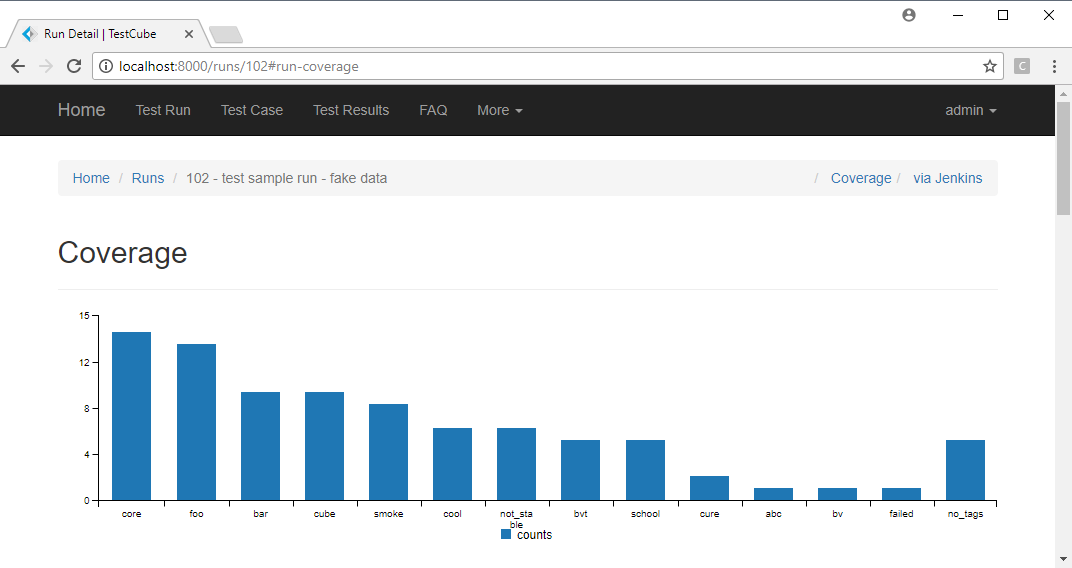 Run Detail | TestCube
localhost:8000/runs/102#run-coverage
C
Home Test Run Test Case Test Results FAQ More admin
Home / Runs / 102 - test sample run - fake data / Coverage / via Jenkins
Coverage
15
12
8
4
0
core foo bar cube smoke cool not_sta bvt school cure abc bv failed no_tags
ble
counts